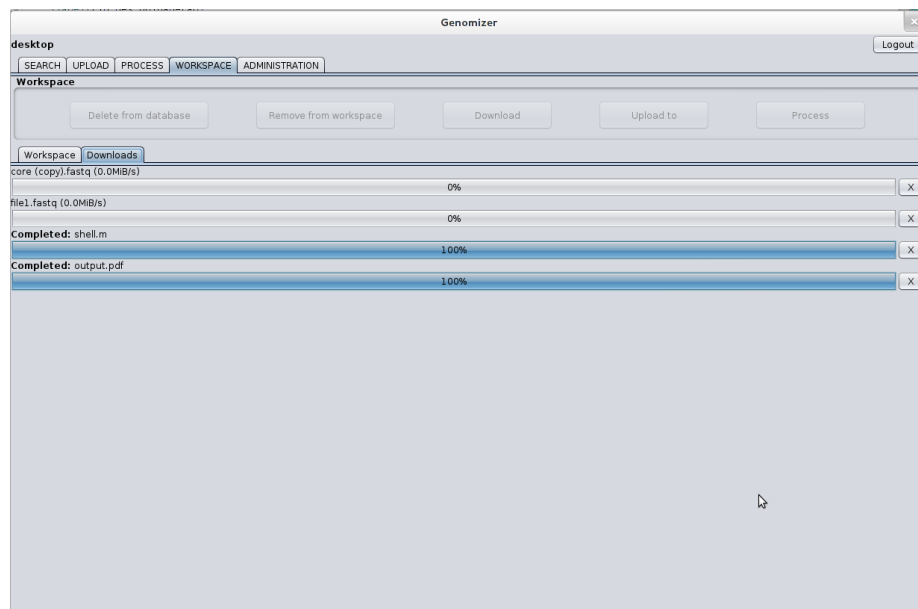 Genomizer
desktop
Logout
SEARCH UPLOAD PROCESS WORKSPACE ADMINISTRATION
Workspace
Delete from database Remove from workspace Download Upload to Process
Workspace Downloads
core (copy).fastq (0.0MiB/s)
0% X
file1.fastq (0.0MiB/s)
0% X
Completed: shell.m
100% X
Completed: output.pdf
100% X